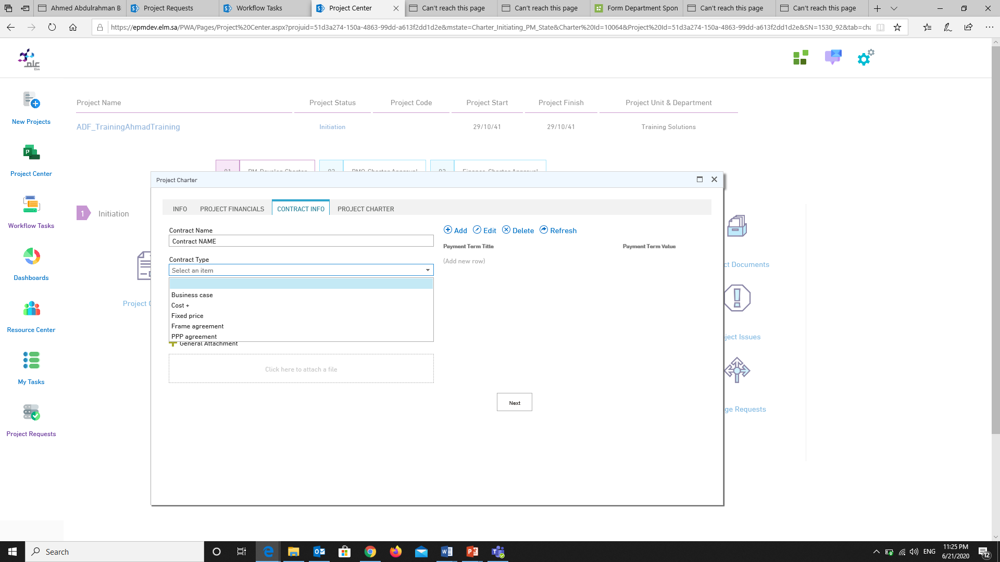 Ahmed Abdulrahman B
Project Requests
Workflow Tasks
Project Center
Can't reach this page
Can't reach this page
Form Department Spon
Can't reach this page
Can't reach this page
https://epmdev.elm.sa/PWA/Pages/Project%20Center.aspx?projuid=51d3a274-150a-4863-99dd-a613f2dd1d2e&mstate=Charter_Initiating_PM_State&Charter%20Id=10064&Project%20Id=51d3a274-150a-4863-99dd-a613f2dd1d2e&SN=1530_92&tab=cha
علم
Elm
New Projects
Project Center
Workflow Tasks
Dashboards
Resource Center
My Tasks
Project Requests
Project Name
Project Status
Project Code
Project Start
Project Finish
Project Unit & Department
ADF_TrainingAhmadTraining
Initiation
29/10/41
29/10/41
Training Solutions
01
PM-Develop Charter
02
PMO-Charter Approval
03
Finance-Charter Approval
1
Initiation
Project C
Project Charter
INFO
PROJECT FINANCIALS
CONTRACT INFO
PROJECT CHARTER
Contract Name
Contract NAME
Contract Type
Select an item
Business case
Cost +
Fixed price
Frame agreement
PPP agreement
General Attachment
Click here to attach a file
Add
Edit
Delete
Refresh
Payment Term Title
Payment Term Value
(Add new row)
Next
ct Documents
ject Issues
ge Requests
Search
ENG
11:25 PM
6/21/2020
12